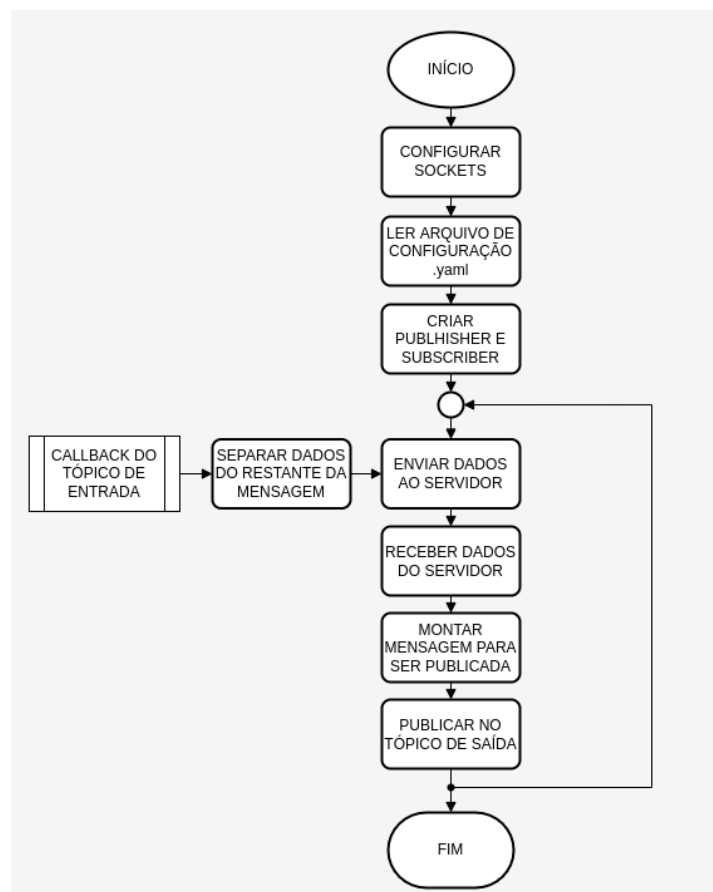 INÍCIO
CONFIGURAR
SOCKETS
LER ARQUIVO DE
CONFIGURAÇÃO
.yaml
CRIAR
PUBLHISHER E
SUBSCRIBER
CALLBACK DO
TÓPICO DE
ENTRADA
SEPARAR DADOS
DO RESTANTE DA
MENSAGEM
ENVIAR DADOS
AO SERVIDOR
RECEBER DADOS
DO SERVIDOR
MONTAR
MENSAGEM PARA
SER PUBLICADA
PUBLICAR NO
TÓPICO DE SAÍDA
FIM